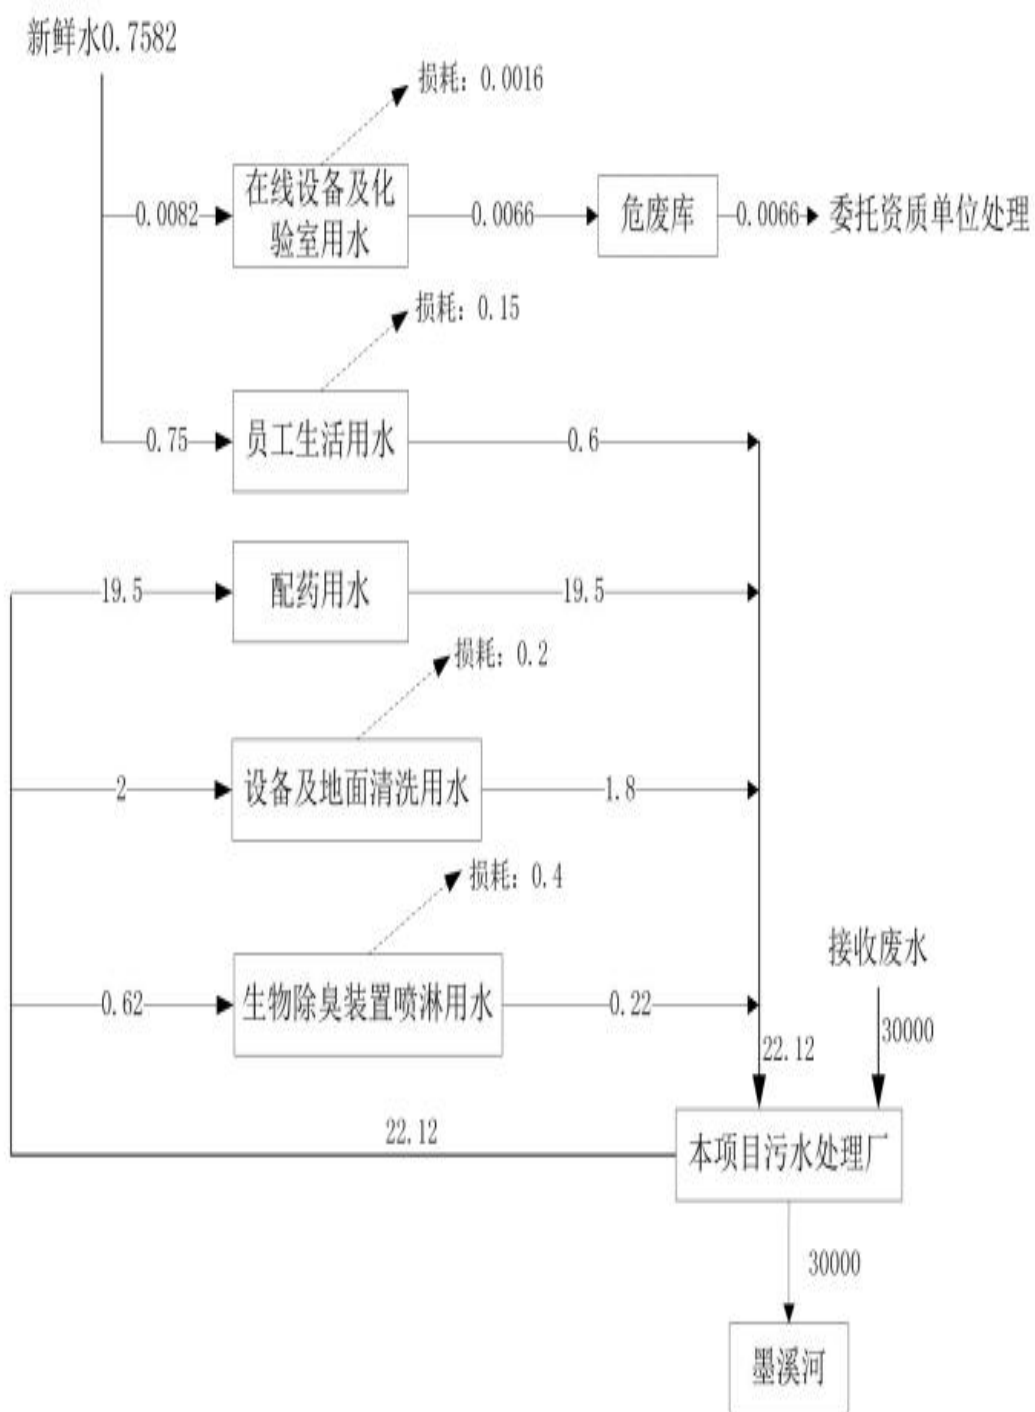 新鲜水0.7582
损耗：0.0016
0.0082
在线设备及化
验室用水
0.0066
危废库
0.0066
委托资质单位处理
损耗：0.15
0.75
员工生活用水
0.6
19.5
配药用水
19.5
损耗：0.2
2
设备及地面清洗用水
1.8
损耗：0.4
0.62
生物除臭装置喷淋用水
0.22
接收废水
30000
22.12
22.12
本项目污水处理厂
30000
墨溪河